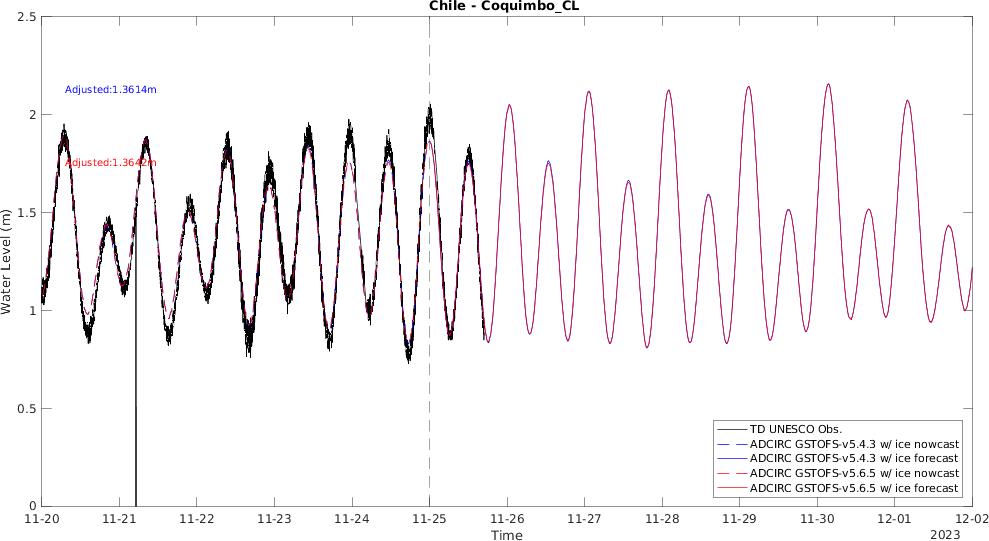 Chile - Coquimbo_CL
2.5
2
1.5
1
0.5
0
Water Level (m)
Adjusted:1.3614m
Adjusted:1.3642m
TD UNESCO Obs.
ADCIRC GSTOFS-v5.4.3 w/ ice nowcast
ADCIRC GSTOFS-v5.4.3 w/ ice forecast
ADCIRC GSTOFS-v5.6.5 w/ ice nowcast
ADCIRC GSTOFS-v5.6.5 w/ ice forecast
11-20 11-21 11-22 11-23 11-24 11-25 11-26 11-27 11-28 11-29 11-30 12-01 12-02
Time
2023